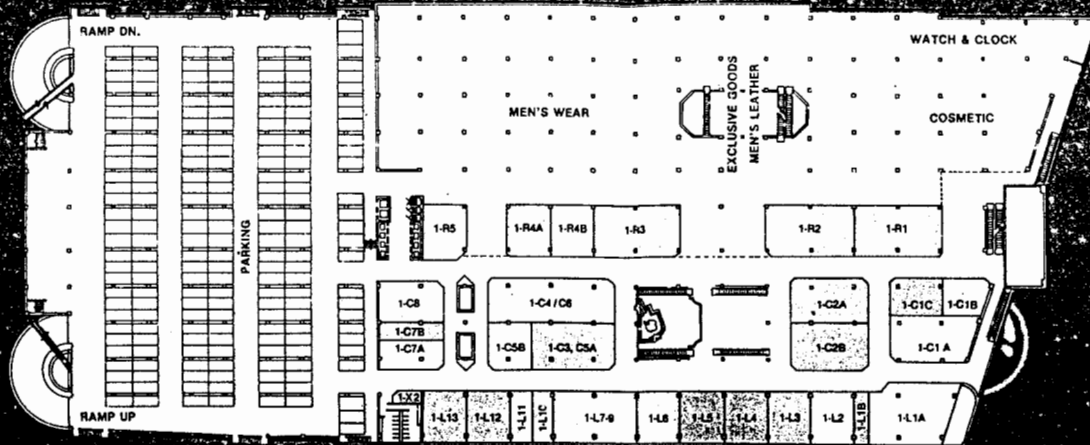 RAMP DN.
WATCH & CLOCK
MEN'S WEAR
EXCLUSIVE GOODS
MEN'S LEATHER
COSMETIC
PARKING
1-R5
1-R4A
1-R4B
1-R3
1-R2
1-R1
1-C8
1-C7B
1-C7A
1-C4 / C6
1-C5B
1-C3, C5A
1-C2A
1-C2B
1-C1C
1-C1B
1-C1 A
RAMP UP
1-X2
1-L13
1-L12
1-L11
1-L1C
1-L7-9
1-L6
1-L5
1-L4
1-L3
1-L2
1-L1B
1-L1A